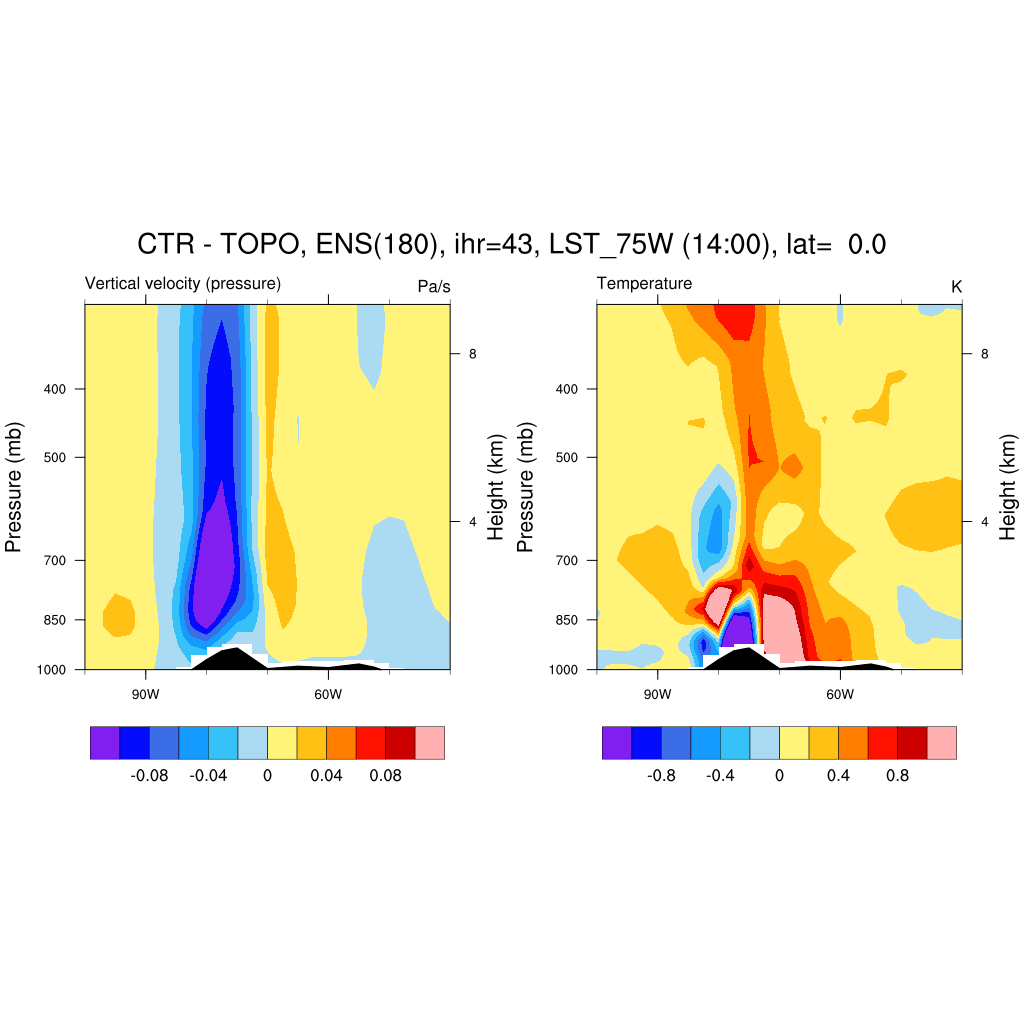 CTR - TOPO, ENS(180), ihr=43, LST_75W (14:00), lat=  0.0
Vertical velocity (pressure)
Pa/s
Pressure (mb)
400
500
700
850
1000
8
4
Height (km)
90W
60W
-0.08
-0.04
0
0.04
0.08
Temperature
K
Pressure (mb)
400
500
700
850
1000
8
4
Height (km)
90W
60W
-0.8
-0.4
0
0.4
0.8